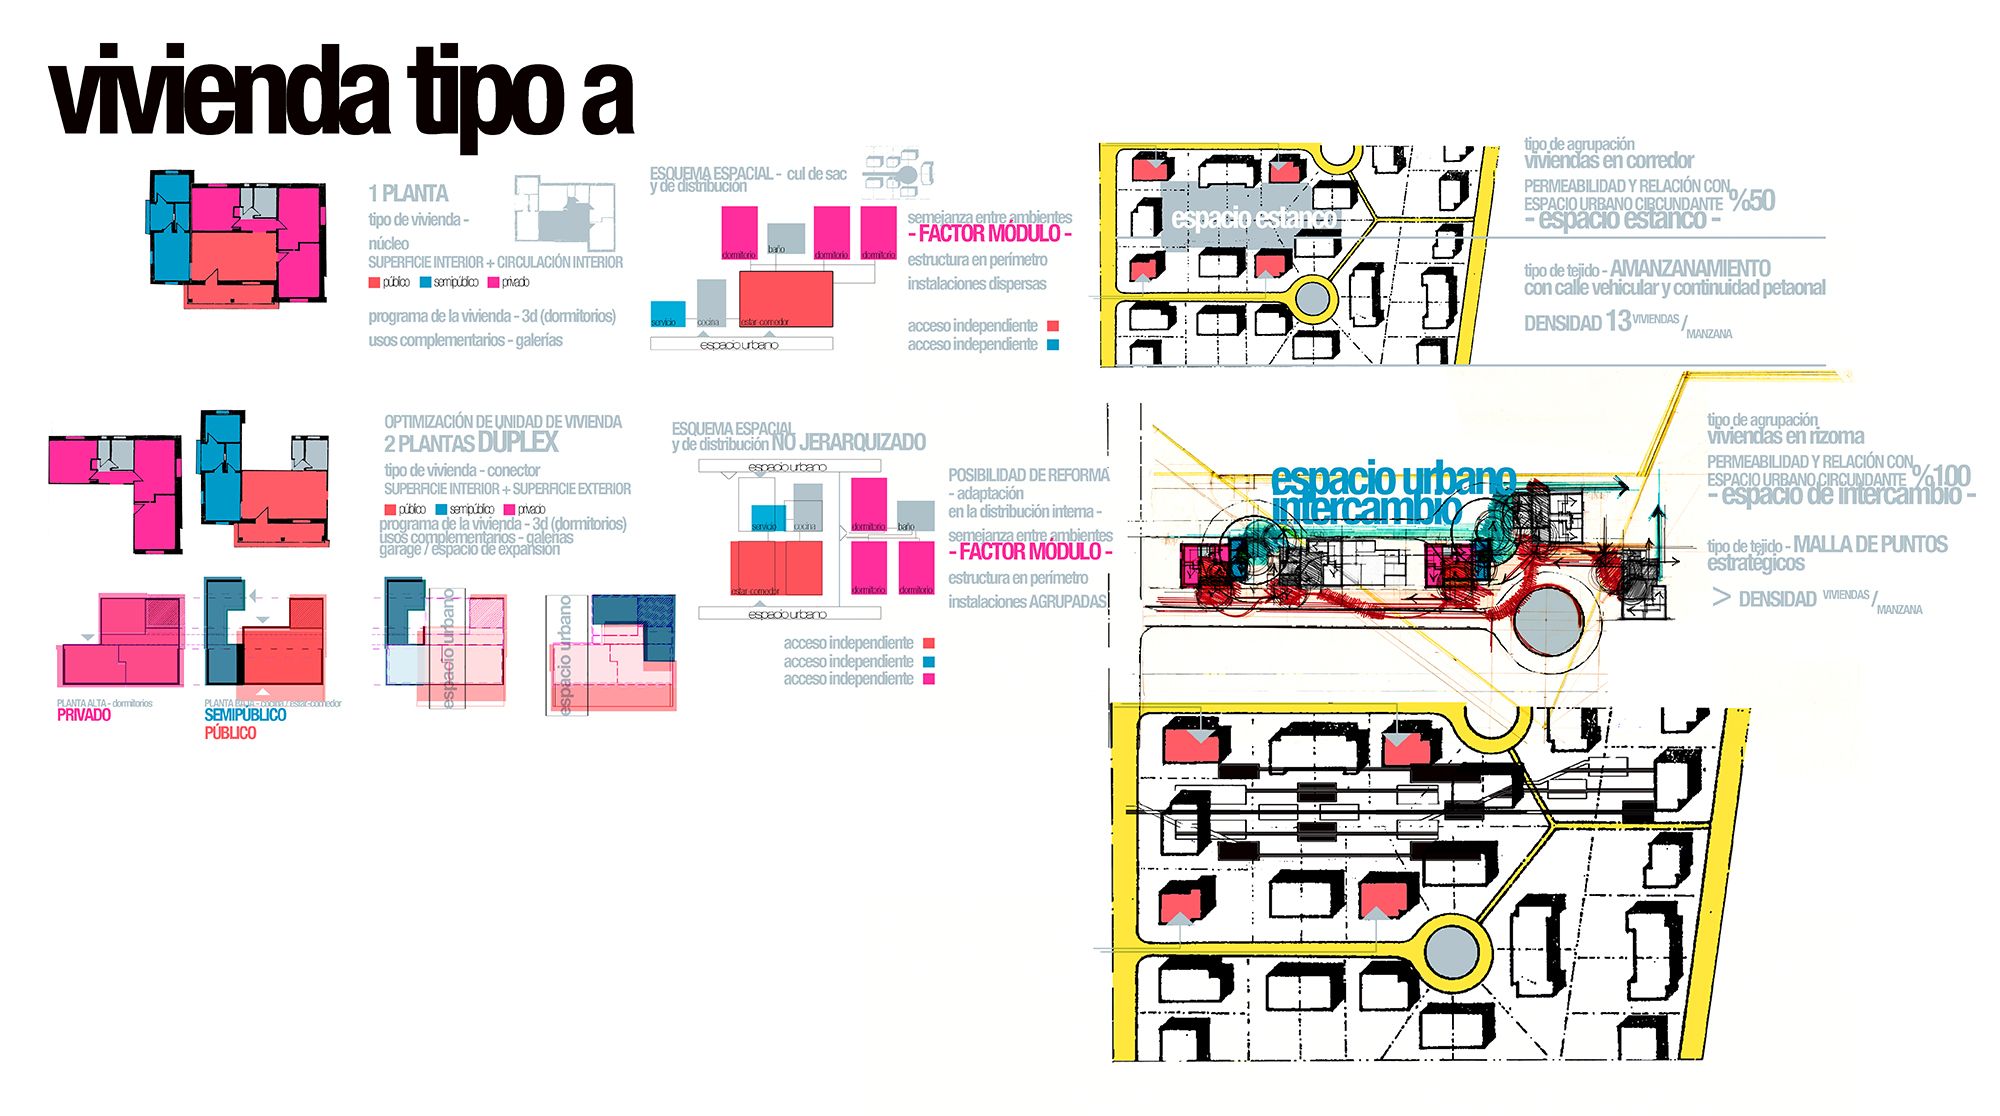 vivienda tipo a
1 PLANTA
tipo de vivienda -
núcleo
SUPERFICIE INTERIOR + CIRCULACIÓN INTERIOR
público semipúblico privado
programa de la vivienda - 3d (dormitorios)
usos complementarios - galerías
ESQUEMA ESPACIAL - cul de sac
y de distribución
dormitorio
baño
dormitorio
dormitorio
servicio
cocina
estar-comedor
espacio urbano
semejanza entre ambientes
- FACTOR MÓDULO -
estructura en perímetro
instalaciones dispersas
acceso independiente
acceso independiente
espacio estanco
tipo de agrupación
viviendas en corredor
PERMEABILIDAD Y RELACIÓN CON
ESPACIO URBANO CIRCUNDANTE %50
- espacio estanco -
tipo de tejido - AMANZANAMIENTO
con calle vehicular y continuidad petaonal
DENSIDAD 13 VIVIENDAS / MANZANA
OPTIMIZACIÓN DE UNIDAD DE VIVIENDA
2 PLANTAS DÚPLEX
tipo de vivienda - conector
SUPERFICIE INTERIOR + SUPERFICIE EXTERIOR
público semipúblico privado
programa de la vivienda - 3d (dormitorios)
usos complementarios - galerías
garage / espacio de expansión
PLANTA ALTA - dormitorios
PRIVADO
PLANTA BAJA - cocina / estar-comedor
SEMIPÚBLICO
PÚBLICO
espacio urbano
espacio urbano
ESQUEMA ESPACIAL
y de distribución NO JERARQUIZADO
espacio urbano
servicio
cocina
dormitorio
baño
estar-comedor
dormitorio
dormitorio
espacio urbano
POSIBILIDAD DE REFORMA
- adaptación
en la distribución interna -
semejanza entre ambientes
- FACTOR MÓDULO -
estructura en perímetro
instalaciones AGRUPADAS
acceso independiente
acceso independiente
acceso independiente
espacio urbano
intercambio
tipo de agrupación
viviendas en rizoma
PERMEABILIDAD Y RELACIÓN CON
ESPACIO URBANO CIRCUNDANTE %100
- espacio de intercambio -
tipo de tejido - MALLA DE PUNTOS
estratégicos
> DENSIDAD VIVIENDAS / MANZANA